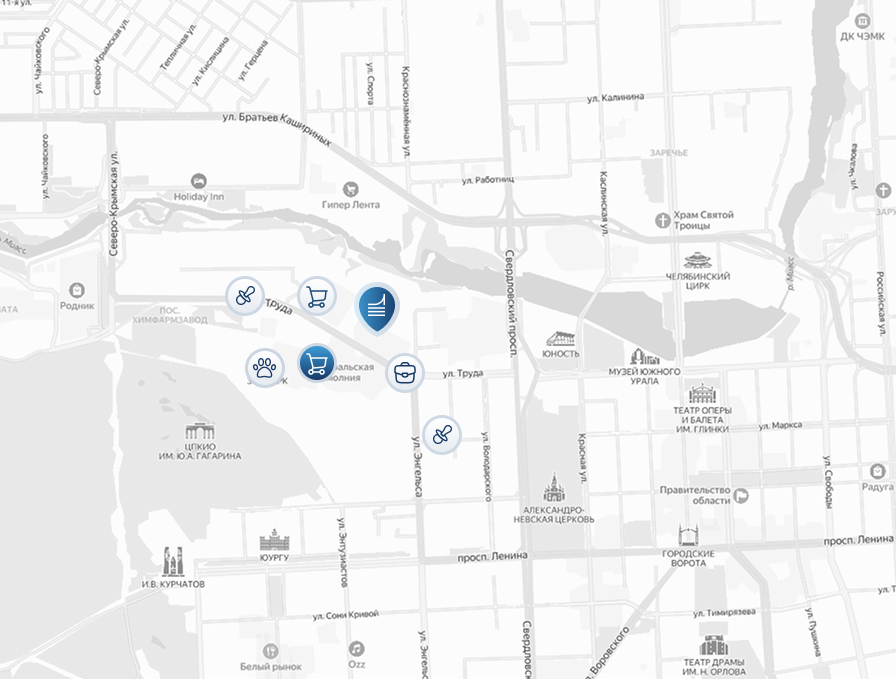 11-я ул.
ул. Чайковского
Северо-Крымская ул.
Тепличная ул.
ул. Кислицина
ул. Герцена
ул. Спорта
Краснознамённая ул.
ДК ЧЭМК
ул. Калинина
ул. Братьев Кашириных
ул. Чайковского
ЗАРЕЧЬЕ
ул. Работниц
Северо-Крымская ул.
Holiday Inn
Гипер Лента
Каслинская ул.
Храм Святой
Троицы
Миасс
Свердловский просп.
ЧЕЛЯБИНСКИЙ
ЦИРК
р. Миасс
Российская ул.
Родник
ПОС.
ХИМФАРМЗАВОД
Труда
ЮНОСТЬ
МУЗЕЙ ЮЖНОГО
УРАЛА
ул. Труда
ТЕАТР ОПЕРЫ
И БАЛЕТА
ИМ. ГЛИНКИ
ул. Маркса
ЦПКИО
ИМ. Ю.А. ГАГАРИНА
ул. Энгельса
ул. Володарского
Красная ул.
ул. Свободы
Радуга
Правительство
области
АЛЕКСАНДРО-
НЕВСКАЯ ЦЕРКОВЬ
ул. Энтузиастов
ЮУРГУ
просп. Ленина
ГОРОДСКИЕ
ВОРОТА
просп. Ленина
И.В. КУРЧАТОВ
ул. Сони Кривой
ул. Тимирязева
ул. Пушкина
Белый рынок
Ozz
ул. Воровского
ТЕАТР ДРАМЫ
ИМ. Н. ОРЛОВА